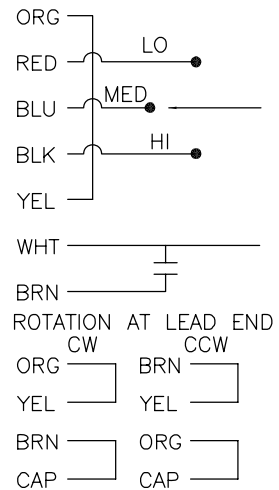 ORG
LO
RED
MED
BLU
HI
BLK
YEL
WHT
BRN
ROTATION AT LEAD END
CW CCW
ORG BRN
YEL YEL
BRN ORG
CAP CAP